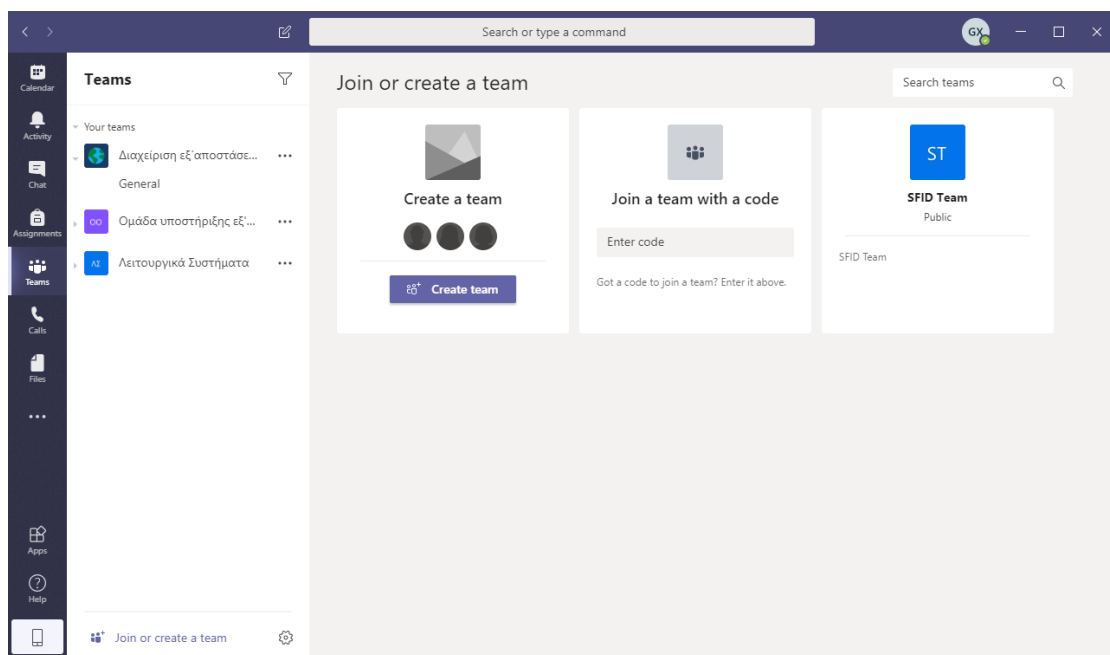 Search or type a command
GX
Calendar
Activity
Chat
Assignments
Teams
Calls
Files
Apps
Help
Teams
Your teams
Διαχείριση εξ'αποστάσε...
General
ΟΟ
Ομάδα υποστήριξης εξ'...
ΛΣ
Λειτουργικά Συστήματα
Join or create a team
Join or create a team
Search teams
Create a team
Create team
Join a team with a code
Enter code
Got a code to join a team? Enter it above.
ST
SFID Team
Public
SFID Team